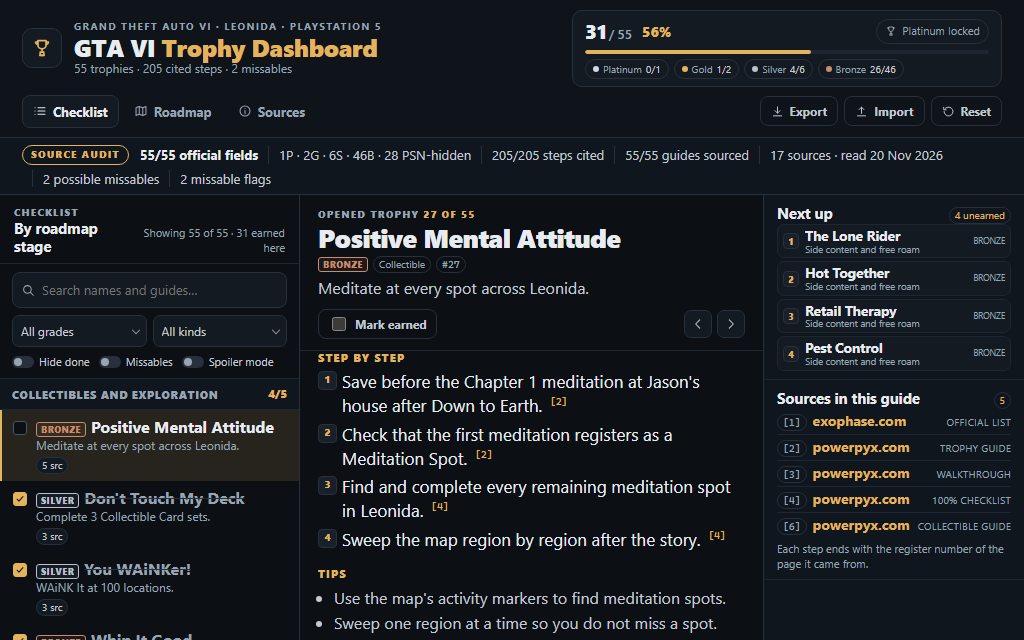 GRAND THEFT AUTO VI · LEONIDA · PLAYSTATION 5
GTA VI Trophy Dashboard
55 trophies · 205 cited steps · 2 missables
31 / 55 56%
Platinum locked
Platinum 0/1
Gold 1/2
Silver 4/6
Bronze 26/46
Checklist
Roadmap
Sources
Export
Import
Reset
SOURCE AUDIT
55/55 official fields
1P · 2G · 6S · 46B · 28 PSN-hidden
205/205 steps cited
55/55 guides sourced
17 sources · read 20 Nov 2026
2 possible missables
2 missable flags
CHECKLIST
By roadmap
stage
Showing 55 of 55 · 31 earned
here
Search names and guides...
All grades
All kinds
Hide done
Missables
Spoiler mode
COLLECTIBLES AND EXPLORATION 4/5
BRONZE Positive Mental Attitude
Meditate at every spot across Leonida.
5 src
SILVER Don't Touch My Deck
Complete 3 Collectible Card sets.
3 src
SILVER You WAiNKer!
WAiNK It at 100 locations.
3 src
Whip It Good
OPENED TROPHY 27 OF 55
Positive Mental Attitude
BRONZE Collectible #27
Meditate at every spot across Leonida.
Mark earned
STEP BY STEP
1 Save before the Chapter 1 meditation at Jason's
house after Down to Earth. [2]
2 Check that the first meditation registers as a
Meditation Spot. [2]
3 Find and complete every remaining meditation spot
in Leonida. [4]
4 Sweep the map region by region after the story. [4]
TIPS
• Use the map's activity markers to find meditation spots.
• Sweep one region at a time so you do not miss a spot.
Next up
4 unearned
1 The Lone Rider BRONZE
Side content and free roam
2 Hot Together BRONZE
Side content and free roam
3 Retail Therapy BRONZE
Side content and free roam
4 Pest Control BRONZE
Side content and free roam
Sources in this guide 5
[1] exophase.com OFFICIAL LIST
[2] powerpyx.com TROPHY GUIDE
[3] powerpyx.com WALKTHROUGH
[4] powerpyx.com 100% CHECKLIST
[6] powerpyx.com COLLECTIBLE GUIDE
Each step ends with the register number of the
page it came from.